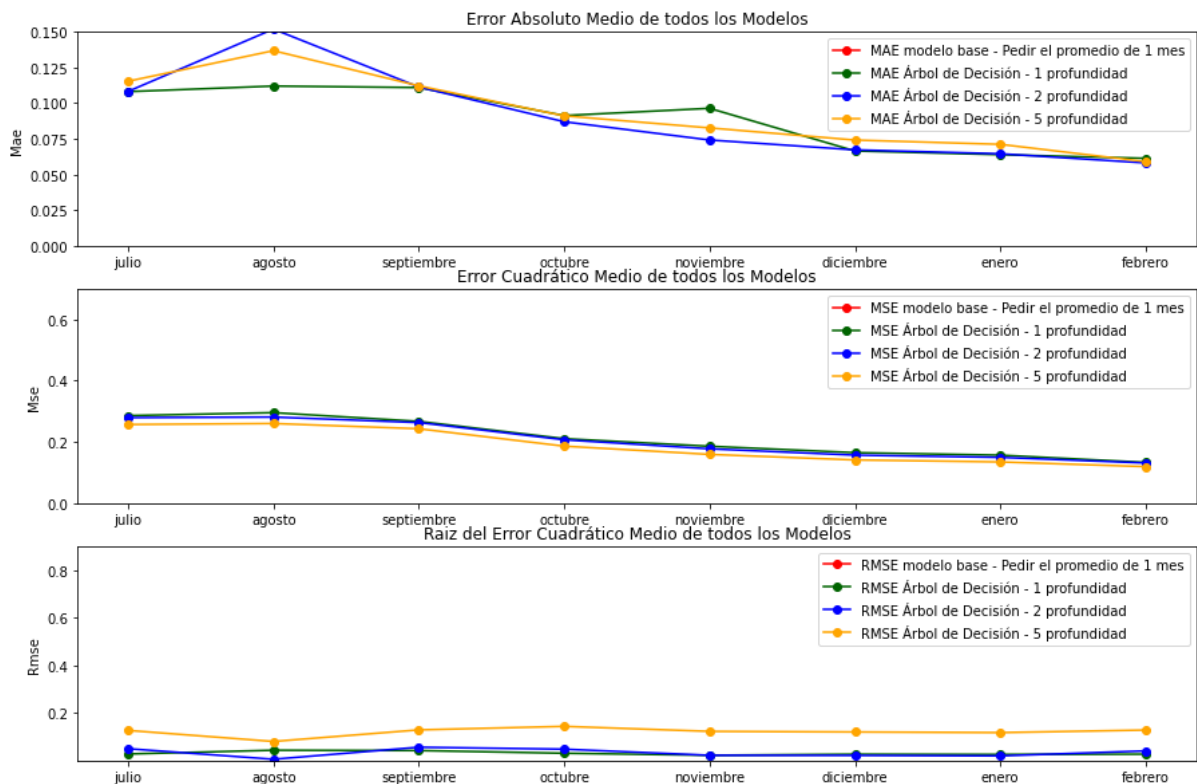 Error Absoluto Medio de todos los Modelos
0.150
0.125
0.100
0.075
0.050
0.025
0.000
Mae
MAE modelo base - Pedir el promedio de 1 mes
MAE Árbol de Decisión - 1 profundidad
MAE Árbol de Decisión - 2 profundidad
MAE Árbol de Decisión - 5 profundidad
julio agosto septiembre octubre noviembre diciembre enero febrero
Error Cuadrático Medio de todos los Modelos
0.6
0.4
0.2
0.0
Mse
MSE modelo base - Pedir el promedio de 1 mes
MSE Árbol de Decisión - 1 profundidad
MSE Árbol de Decisión - 2 profundidad
MSE Árbol de Decisión - 5 profundidad
julio agosto septiembre octubre noviembre diciembre enero febrero
Raiz del Error Cuadrático Medio de todos los Modelos
0.8
0.6
0.4
0.2
Rmse
RMSE modelo base - Pedir el promedio de 1 mes
RMSE Árbol de Decisión - 1 profundidad
RMSE Árbol de Decisión - 2 profundidad
RMSE Árbol de Decisión - 5 profundidad
julio agosto septiembre octubre noviembre diciembre enero febrero